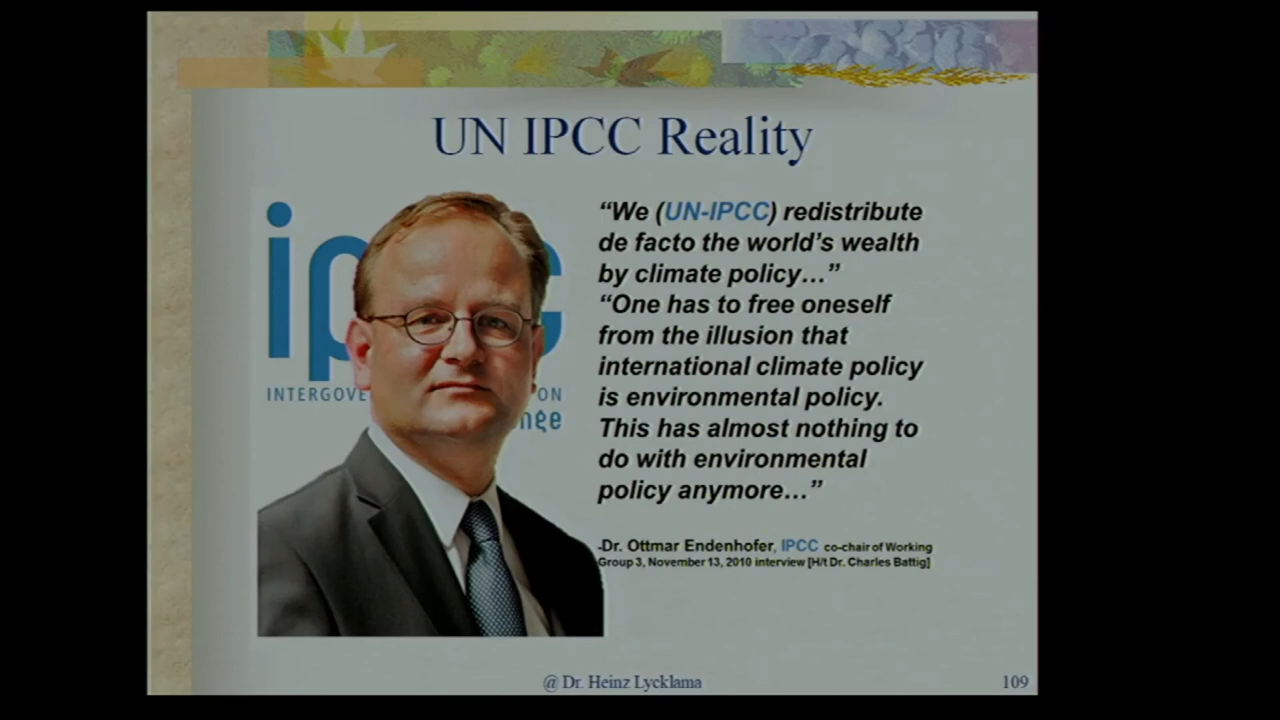 UN IPCC Reality
ip c
INTERGOVE ON
nge
“We (UN-IPCC) redistribute
de facto the world’s wealth
by climate policy…”
“One has to free oneself
from the illusion that
international climate policy
is environmental policy.
This has almost nothing to
do with environmental
policy anymore…”
-Dr. Ottmar Endenhofer, IPCC co-chair of Working
Group 3, November 13, 2010 interview [H/t Dr. Charles Battig]
@ Dr. Heinz Lycklama
109